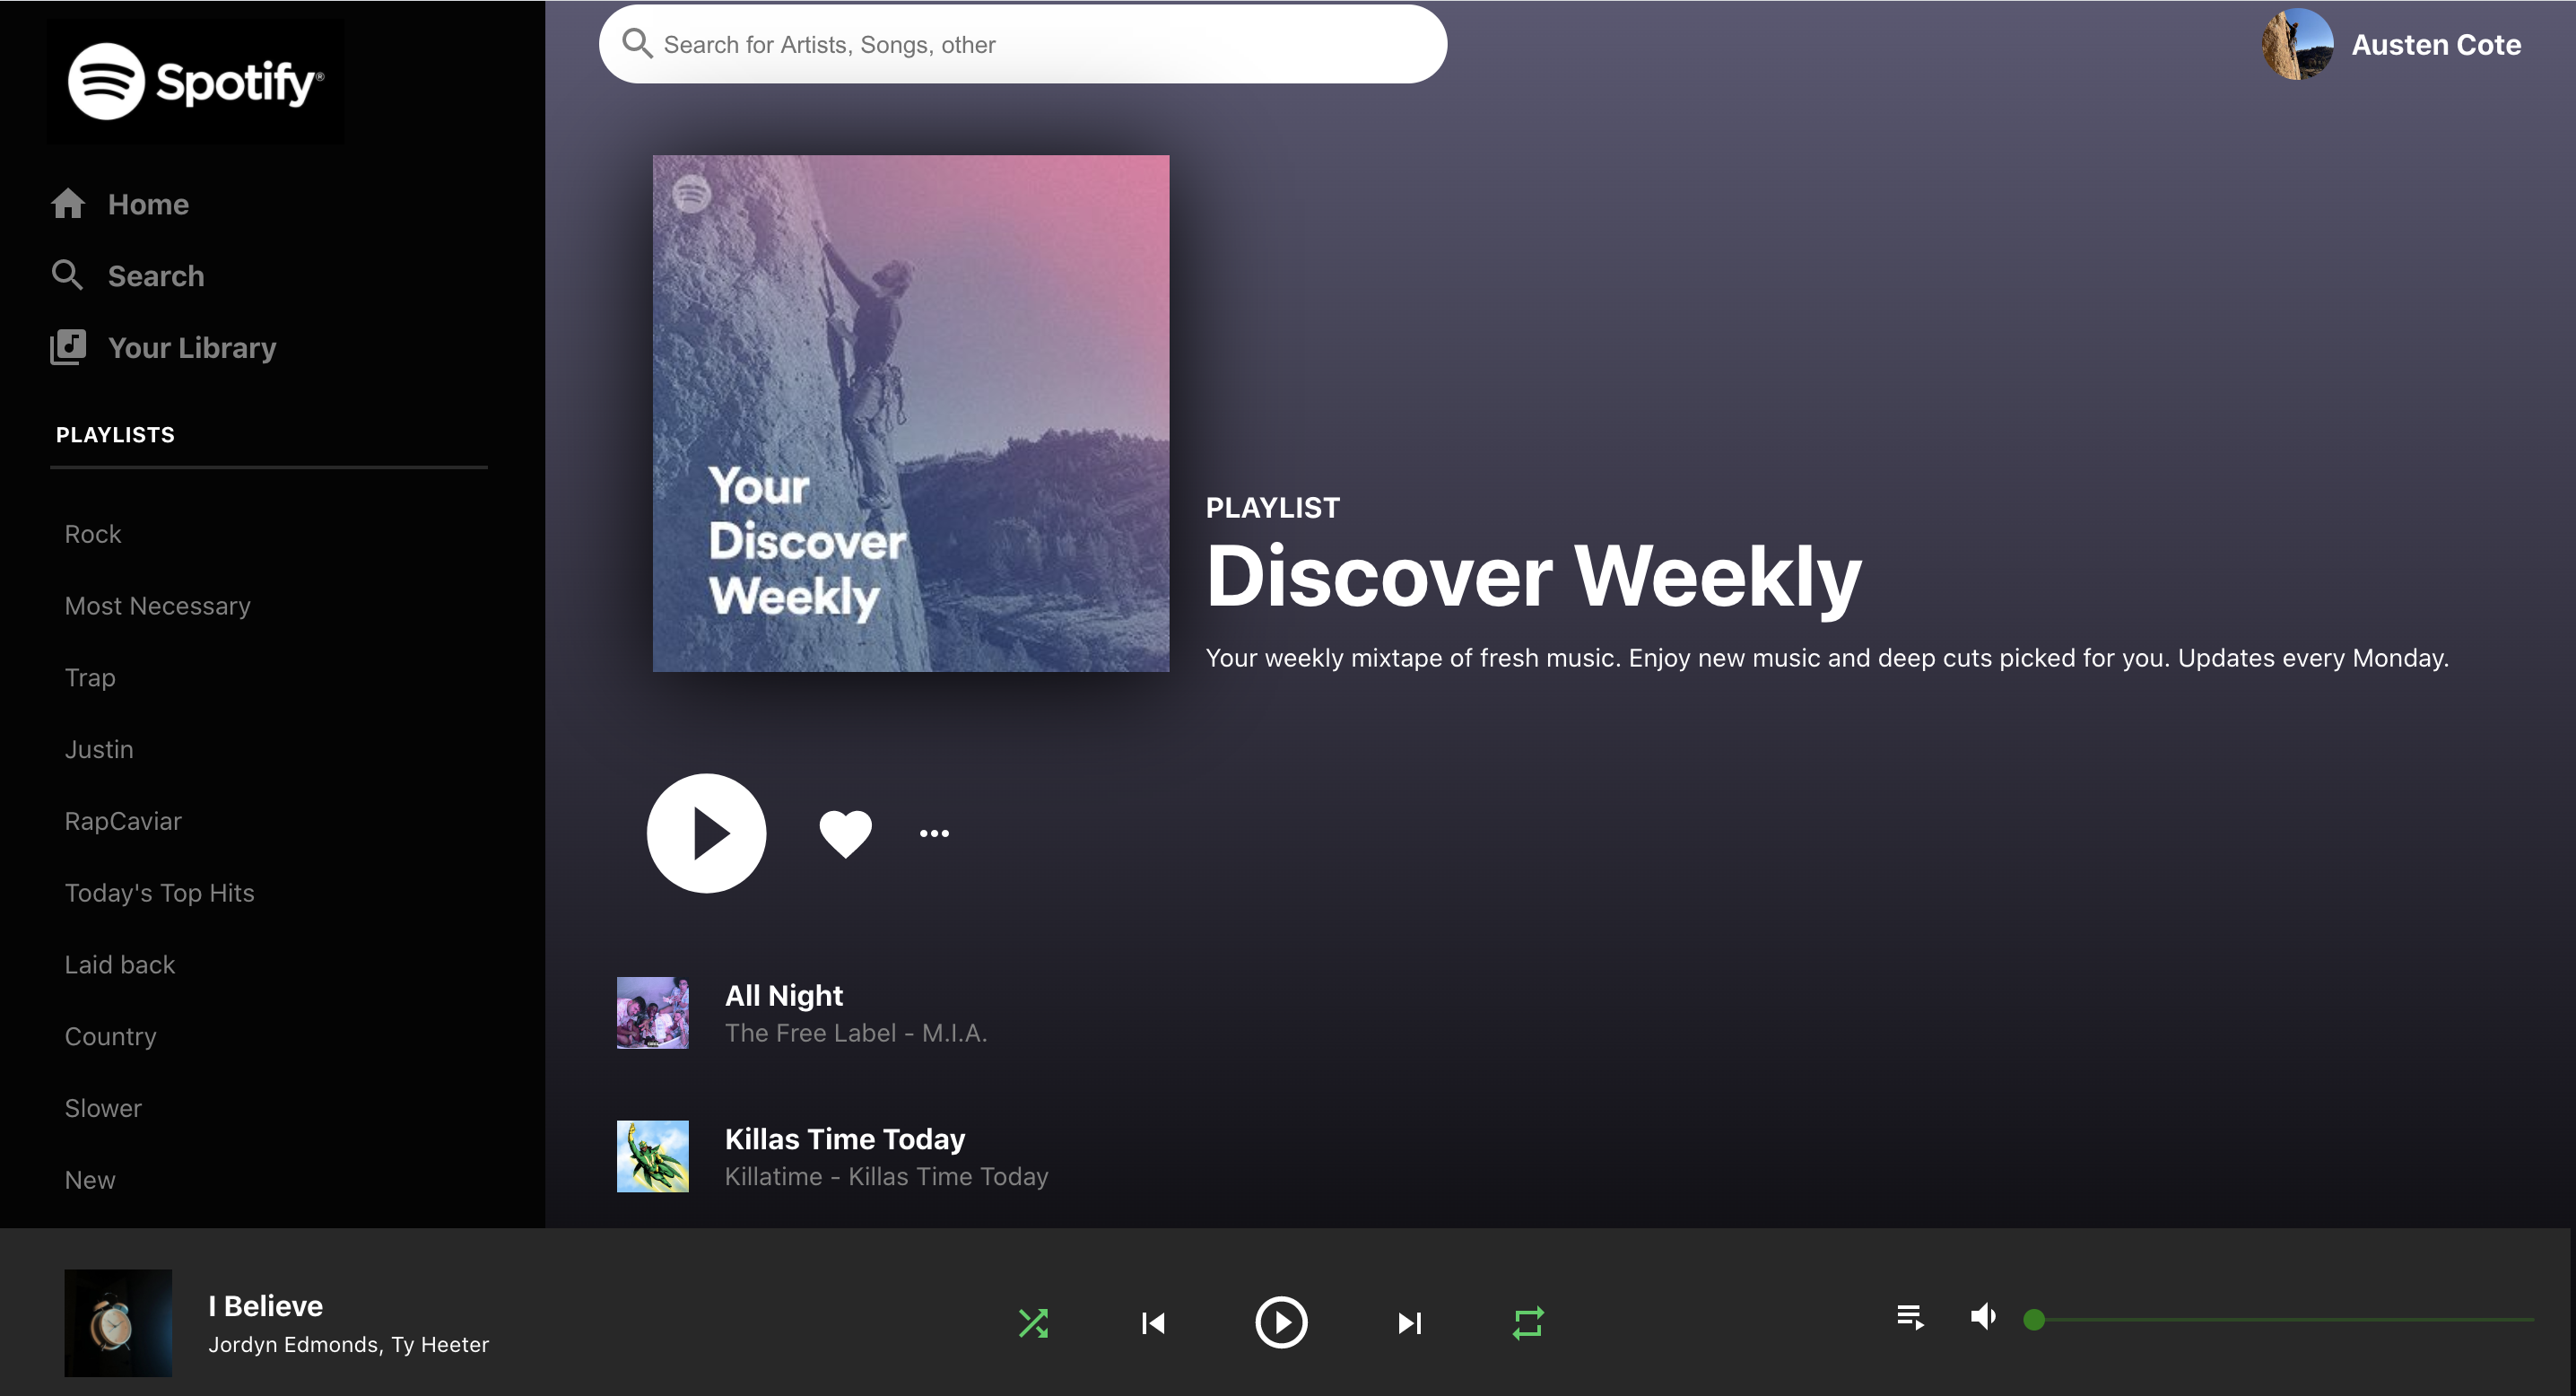 Spotify®
Home
Search
Your Library
PLAYLISTS
Rock
Most Necessary
Trap
Justin
RapCaviar
Today's Top Hits
Laid back
Country
Slower
New
Search for Artists, Songs, other
Austen Cote
Your
Discover
Weekly
PLAYLIST
Discover Weekly
Your weekly mixtape of fresh music. Enjoy new music and deep cuts picked for you. Updates every Monday.
All Night
The Free Label - M.I.A.
Killas Time Today
Killatime - Killas Time Today
I Believe
Jordyn Edmonds, Ty Heeter